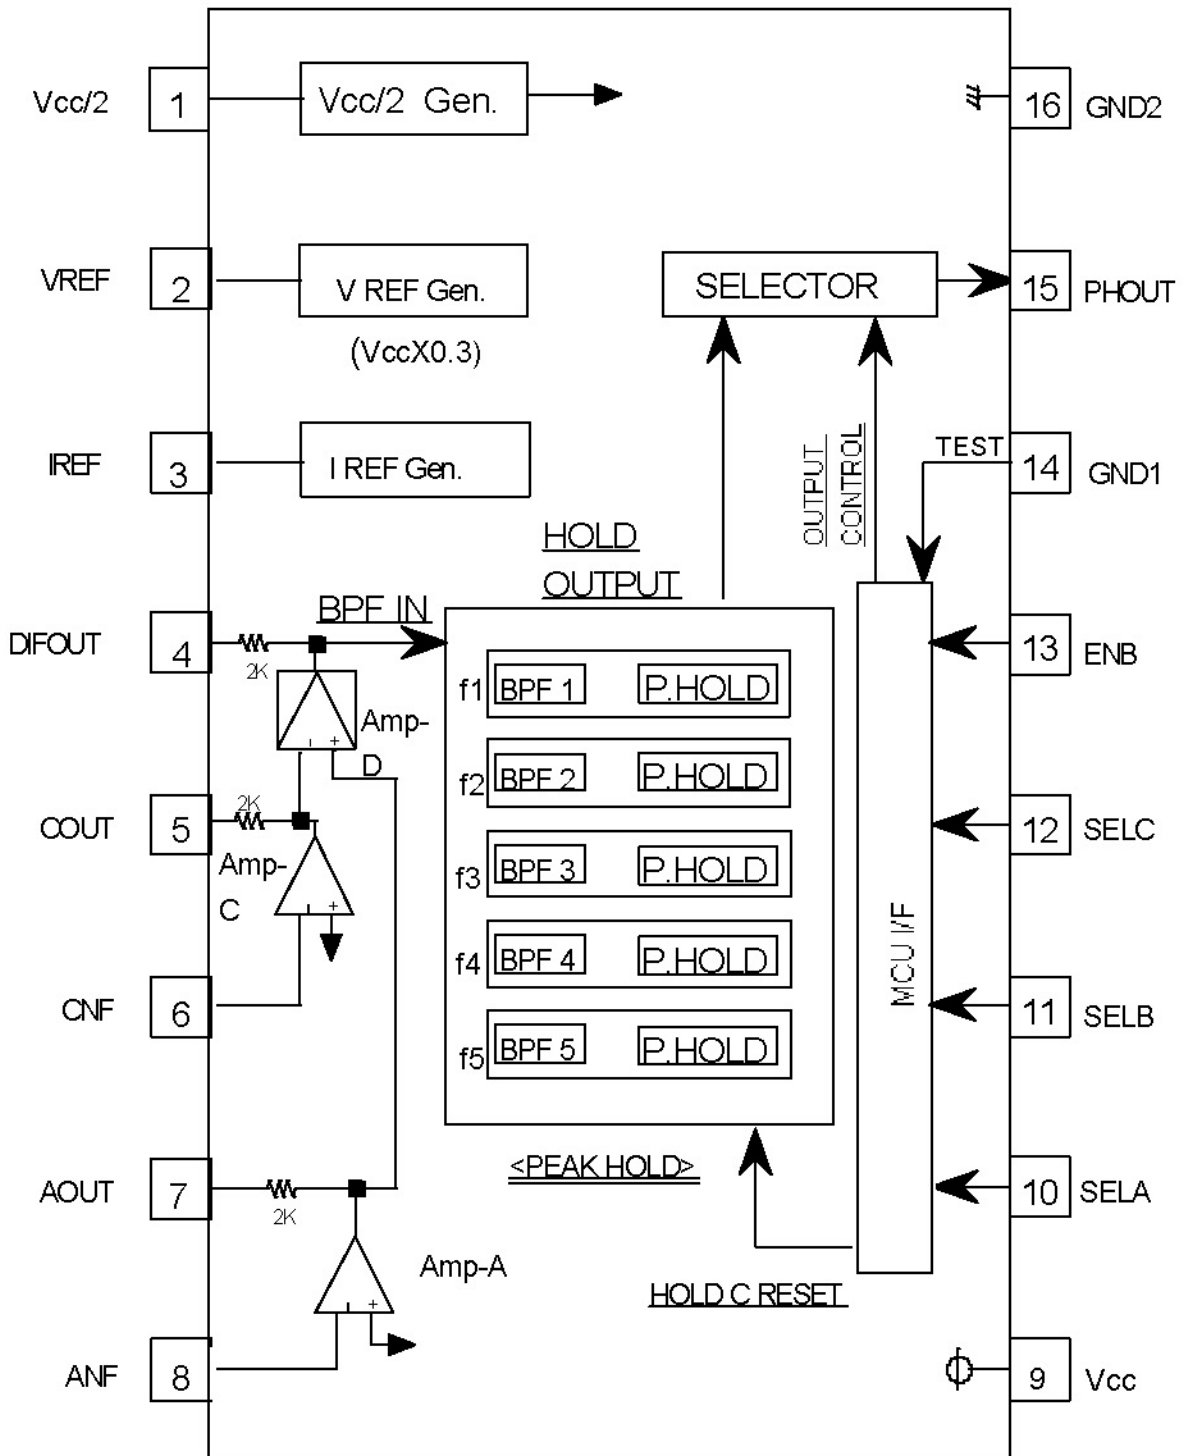 Vcc/2
1
Vcc/2 Gen.
16
GND2
VREF
2
V REF Gen.
(VccX0.3)
SELECTOR
15
PHOUT
IREF
3
I REF Gen.
OUTPUT
CONTROL
TEST
14
GND1
HOLD
OUTPUT
BPF IN
DIFOUT
4
2K
Amp-
D
13
ENB
f1
BPF 1
P.HOLD
f2
BPF 2
P.HOLD
COUT
5
2K
Amp-
C
12
SELC
f3
BPF 3
P.HOLD
MCU I/F
f4
BPF 4
P.HOLD
CNF
6
11
SELB
f5
BPF 5
P.HOLD
<PEAK HOLD>
AOUT
7
2K
10
SELA
Amp-A
HOLD C RESET
ANF
8
9
Vcc